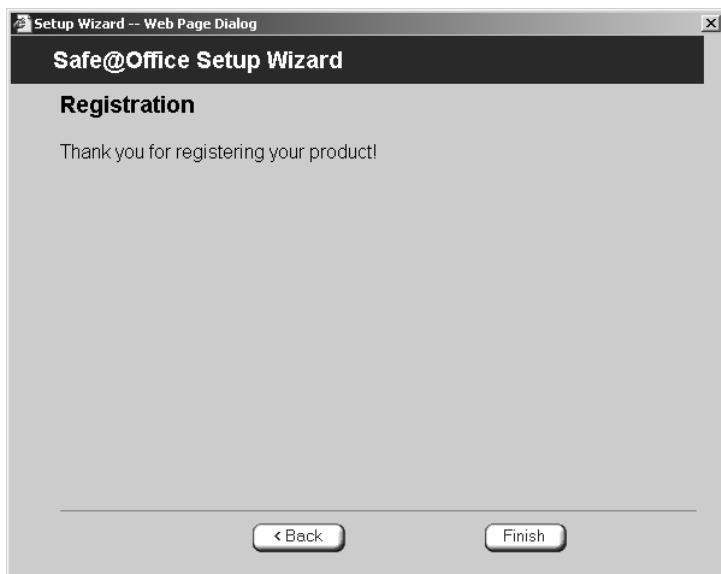 Setup Wizard -- Web Page Dialog
Safe@Office Setup Wizard
Registration
Thank you for registering your product!
< Back
Finish